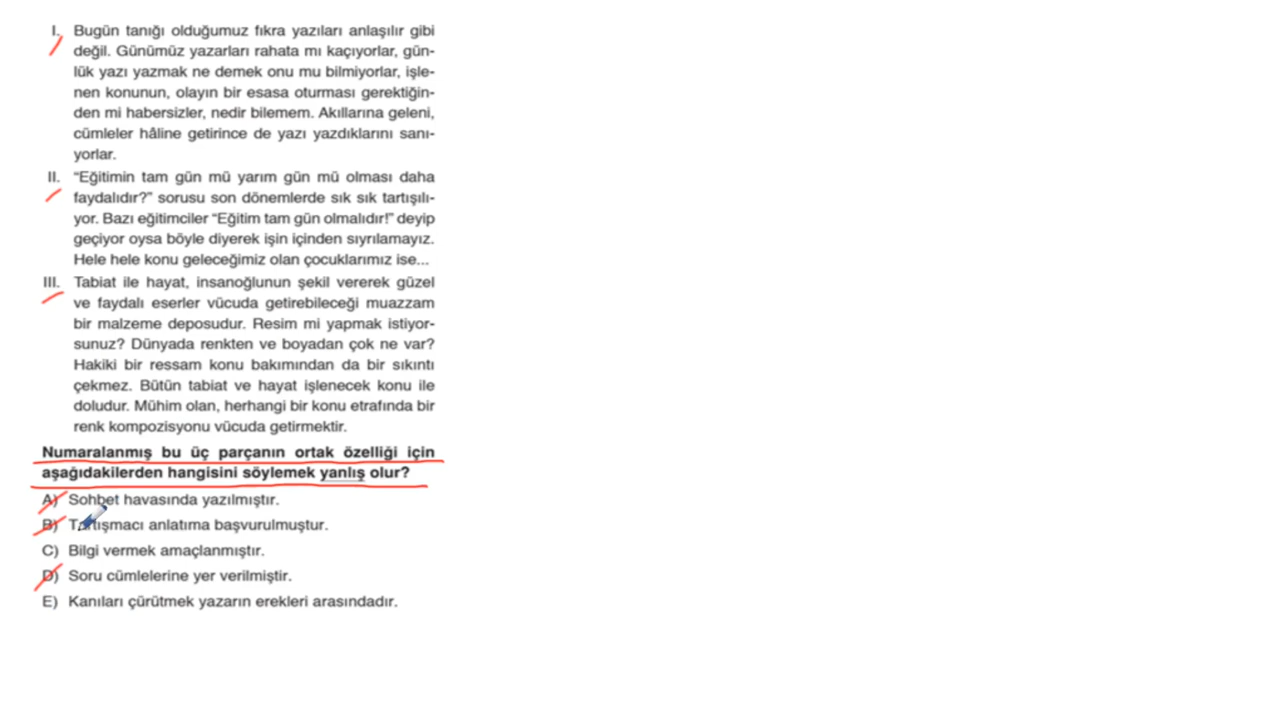 I. Bugün tanığı olduğumuz fıkra yazıları anlaşılır gibi
değil. Günümüz yazarları rahata mı kaçıyorlar, gün-
lük yazı yazmak ne demek onu mu bilmiyorlar, işle-
nen konunun, olayın bir esasa oturması gerektiğin-
den mi habersizler, nedir bilemem. Akıllarına geleni,
cümleler hâline getirince de yazı yazdıklarını sanı-
yorlar.
II. “Eğitimin tam gün mü yarım gün mü olması daha
faydalıdır?” sorusu son dönemlerde sık sık tartışılı-
yor. Bazı eğitimciler “Eğitim tam gün olmalıdır!” deyip
geçiyor oysa böyle diyerek işin içinden sıyrılamayız.
Hele hele konu geleceğimiz olan çocuklarımız ise...
III. Tabiat ile hayat, insanoğlunun şekil vererek güzel
ve faydalı eserler vücuda getirebileceği muazzam
bir malzeme deposudur. Resim mi yapmak istiyor-
sunuz? Dünyada renkten ve boyadan çok ne var?
Hakiki bir ressam konu bakımından da bir sıkıntı
çekmez. Bütün tabiat ve hayat işlenecek konu ile
doludur. Mühim olan, herhangi bir konu etrafında bir
renk kompozisyonu vücuda getirmektir.
Numaralanmış bu üç parçanın ortak özelliği için
aşağıdakilerden hangisini söylemek yanlış olur?
A) Sohbet havasında yazılmıştır.
B) Tartışmacı anlatıma başvurulmuştur.
C) Bilgi vermek amaçlanmıştır.
D) Soru cümlelerine yer verilmiştir.
E) Kanıları çürütmek yazarın erekleri arasındadır.